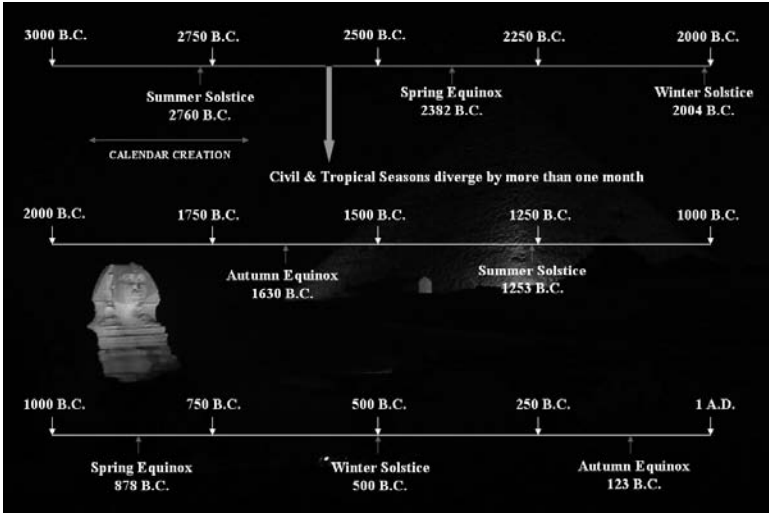 3000 B.C. 2750 B.C. 2500 B.C. 2250 B.C. 2000 B.C.
Summer Solstice
2760 B.C.
Spring Equinox
2382 B.C.
Winter Solstice
2004 B.C.
CALENDAR CREATION
Civil & Tropical Seasons diverge by more than one month
2000 B.C. 1750 B.C. 1500 B.C. 1250 B.C. 1000 B.C.
Autumn Equinox
1630 B.C.
Summer Solstice
1253 B.C.
1000 B.C. 750 B.C. 500 B.C. 250 B.C. 1 A.D.
Spring Equinox
878 B.C.
Winter Solstice
500 B.C.
Autumn Equinox
123 B.C.